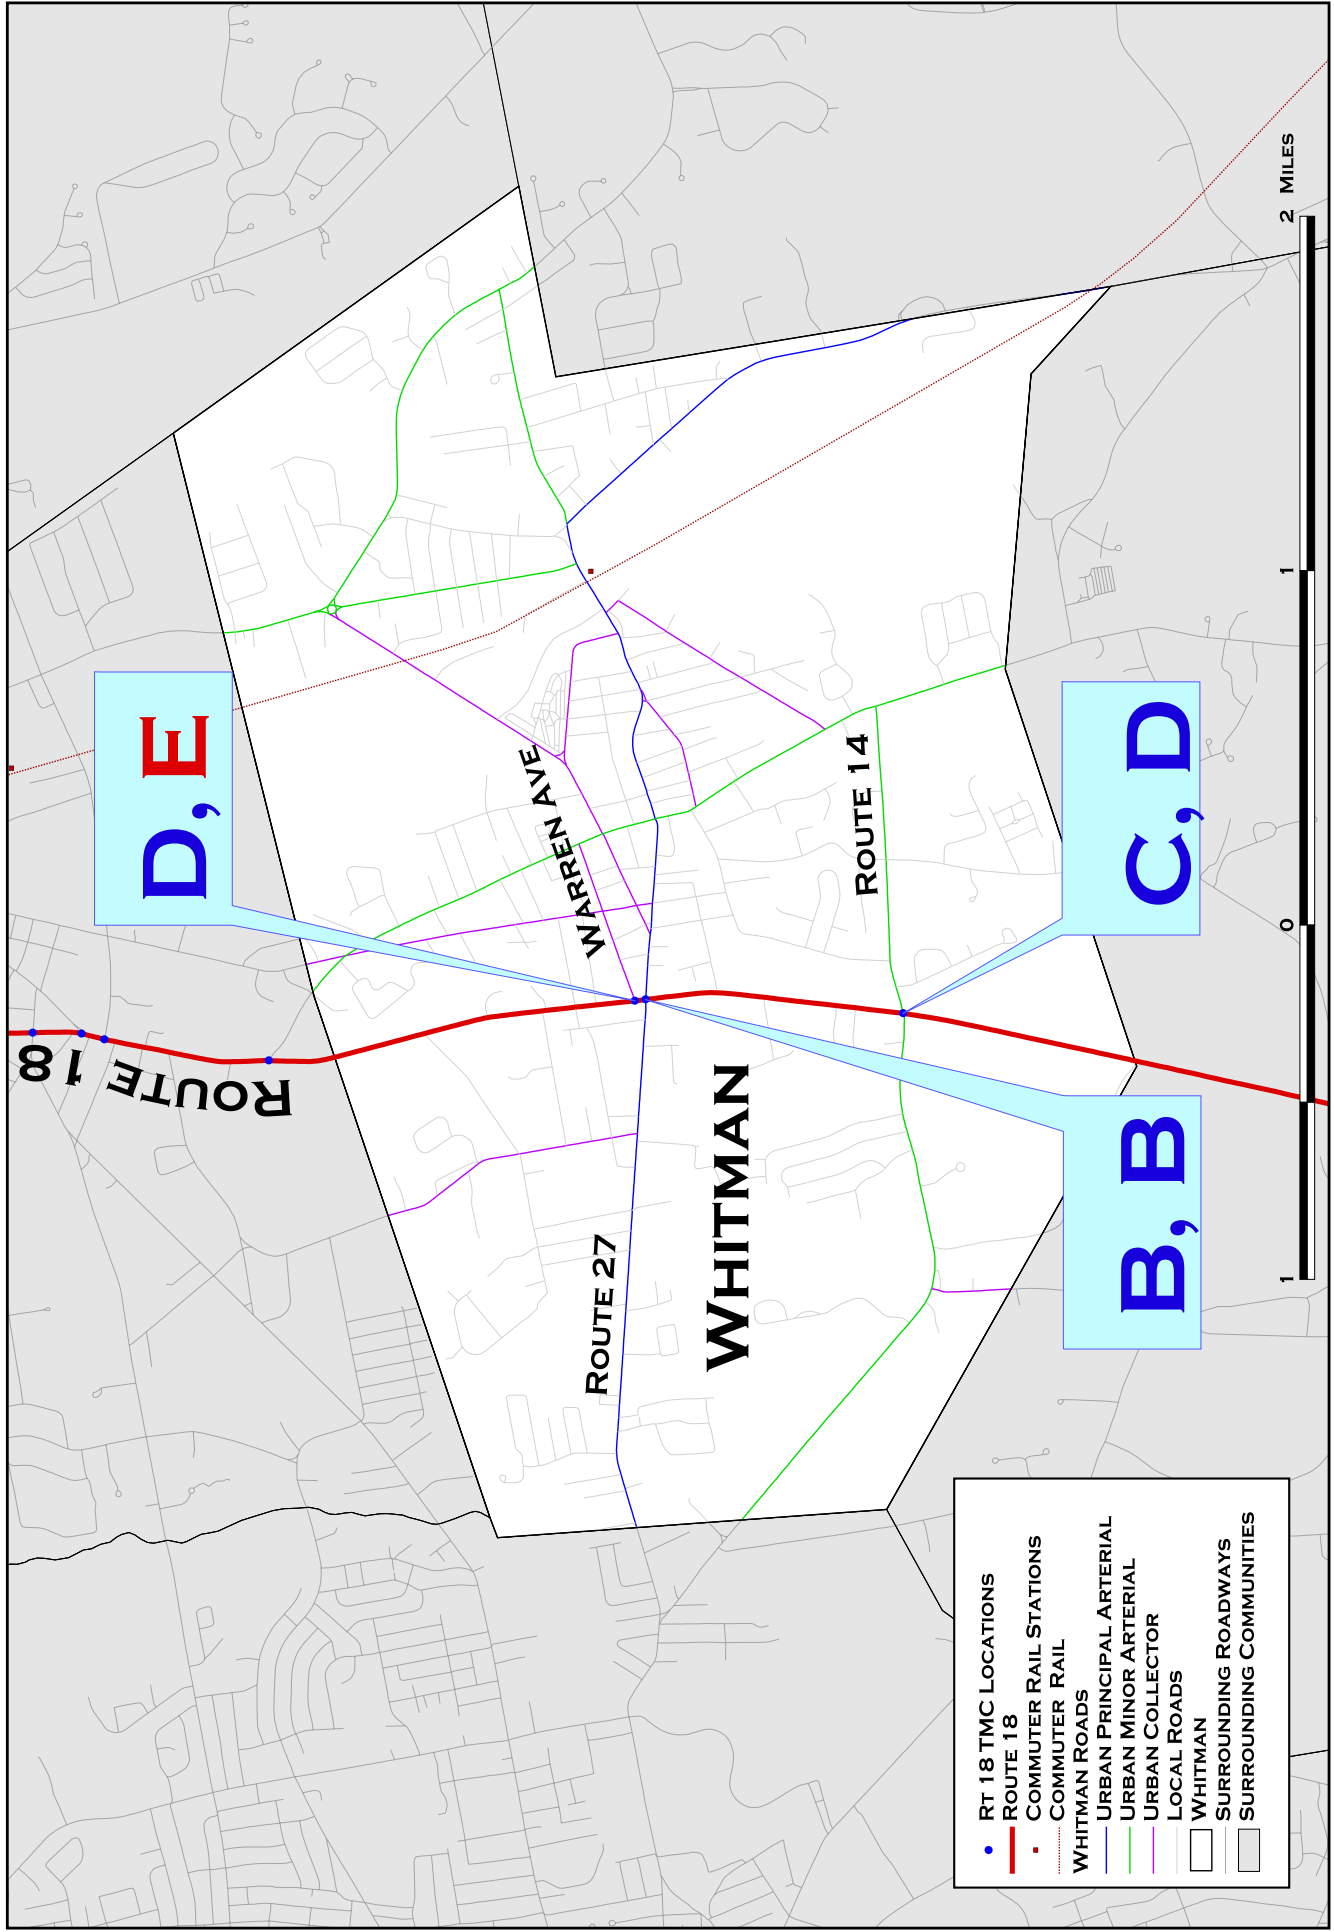 ROUTE 18
D, E
WARREN AVE
ROUTE 14
ROUTE 27
WHITMAN
C, D
B, B
1
0
1
2 MILES
RT 18 TMC LOCATIONS
ROUTE 18
COMMUTER RAIL STATIONS
COMMUTER RAIL
WHITMAN ROADS
URBAN PRINCIPAL ARTERIAL
URBAN MINOR ARTERIAL
URBAN COLLECTOR
LOCAL ROADS
WHITMAN
SURROUNDING ROADWAYS
SURROUNDING COMMUNITIES